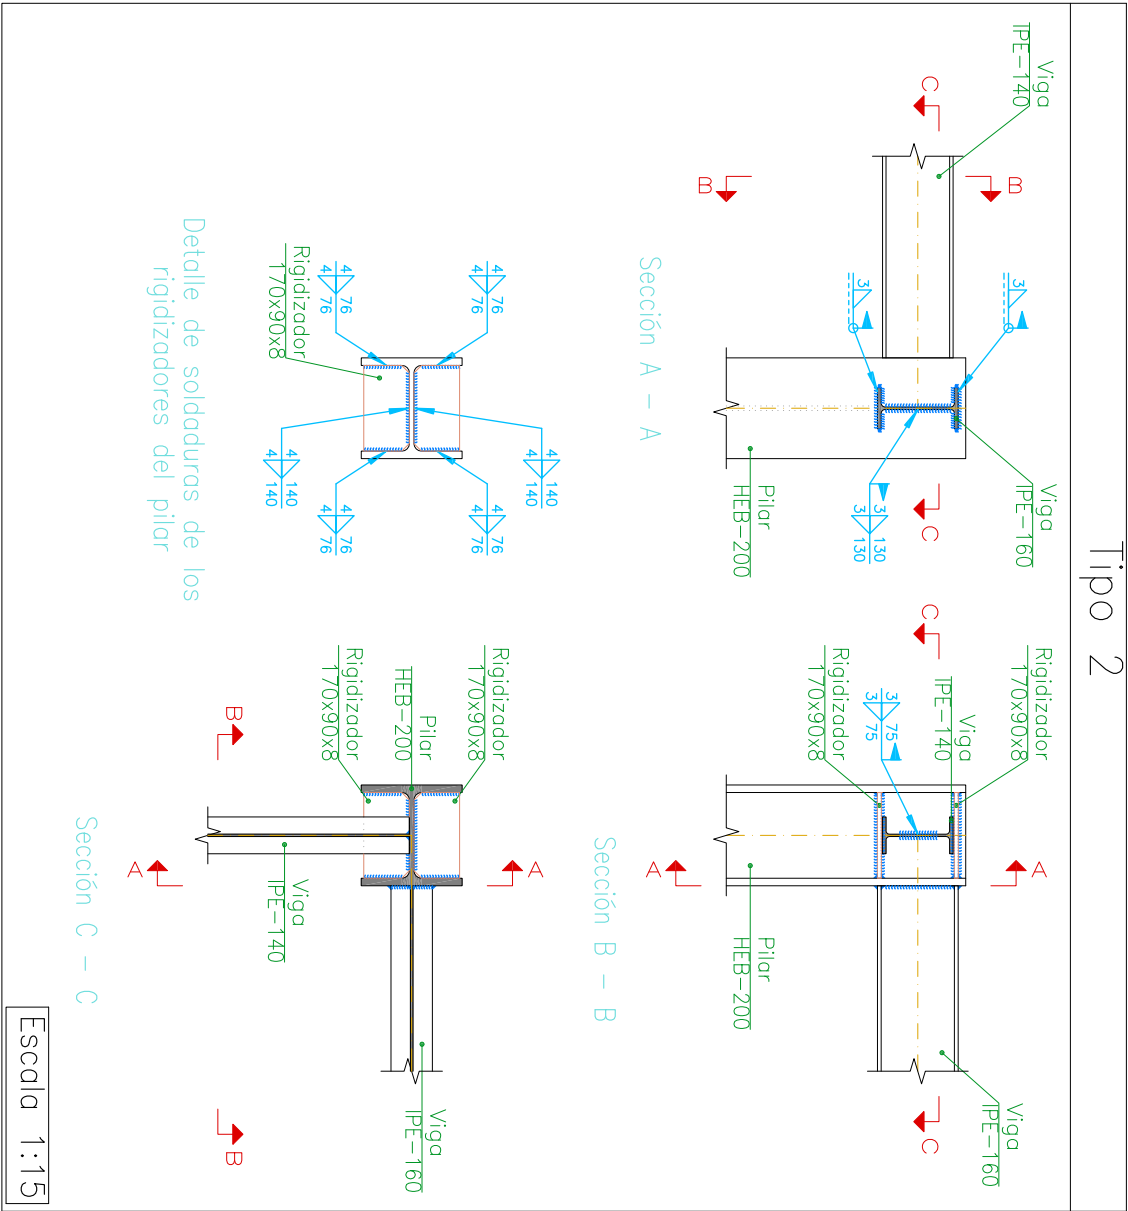 Tipo 2
Viga
IPE-140
C
B
B
3
3
Viga
IPE-160
C
3
130
3
130
Pilar
HEB-200
Sección A - A
C
Rigidizador
170x90x8
Viga
IPE-140
3
75
3
75
Rigidizador
170x90x8
A
A
Pilar
HEB-200
Viga
IPE-160
C
Sección B - B
4
76
4
76
4
76
4
76
Rigidizador
170x90x8
4
140
4
140
4
140
4
140
4
76
4
76
4
76
4
76
Detalle de soldaduras de los
rigidizadores del pilar
Rigidizador
170x90x8
Pilar
HEB-200
Rigidizador
170x90x8
B
A
A
Viga
IPE-140
Viga
IPE-160
B
Sección C - C
Escala 1:15